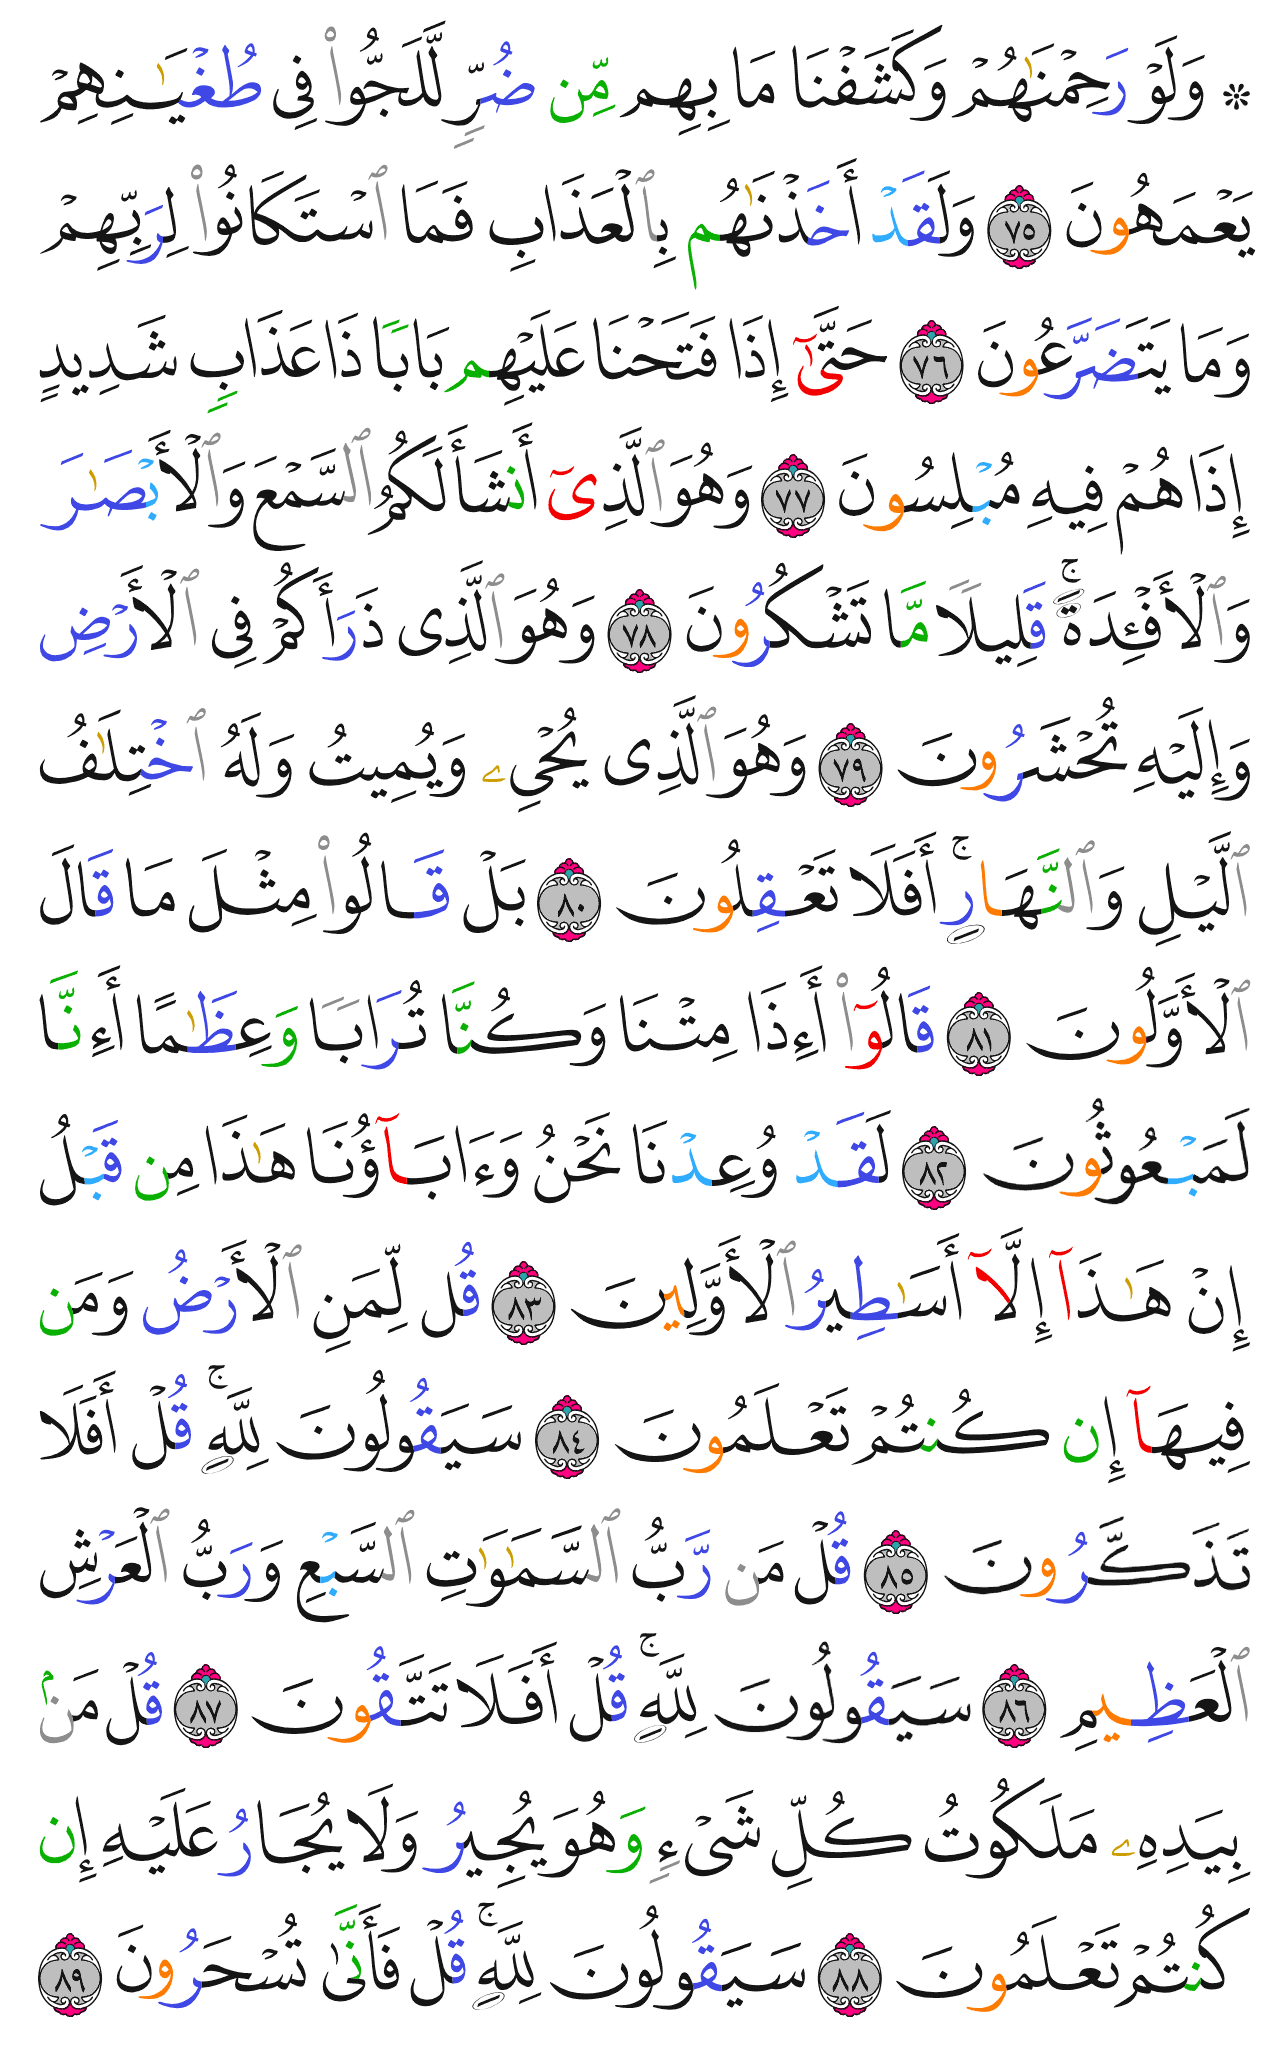 ۞ وَلَوْ رَحِمْنَٰهُمْ وَكَشَفْنَا مَا بِهِم مِّن ضُرٍّ لَّلَجُّوا۟ فِى طُغْيَٰنِهِمْ
يَعْمَهُونَ ٧٥ وَلَقَدْ أَخَذْنَٰهُم بِٱلْعَذَابِ فَمَا ٱسْتَكَانُوا۟ لِرَبِّهِمْ
وَمَا يَتَضَرَّعُونَ ٧٦ حَتَّىٰٓ إِذَا فَتَحْنَا عَلَيْهِم بَابًا ذَا عَذَابٍ شَدِيدٍ
إِذَا هُمْ فِيهِ مُبْلِسُونَ ٧٧ وَهُوَ ٱلَّذِىٓ أَنشَأَ لَكُمُ ٱلسَّمْعَ وَٱلْأَبْصَٰرَ
وَٱلْأَفْـِٔدَةَ ۚ قَلِيلًا مَّا تَشْكُرُونَ ٧٨ وَهُوَ ٱلَّذِى ذَرَأَكُمْ فِى ٱلْأَرْضِ
وَإِلَيْهِ تُحْشَرُونَ ٧٩ وَهُوَ ٱلَّذِى يُحْىِۦ وَيُمِيتُ وَلَهُ ٱخْتِلَٰفُ
ٱلَّيْلِ وَٱلنَّهَارِ ۚ أَفَلَا تَعْقِلُونَ ٨٠ بَلْ قَالُوا۟ مِثْلَ مَا قَالَ
ٱلْأَوَّلُونَ ٨١ قَالُوٓا۟ أَءِذَا مِتْنَا وَكُنَّا تُرَابًا وَعِظَٰمًا أَءِنَّا
لَمَبْعُوثُونَ ٨٢ لَقَدْ وُعِدْنَا نَحْنُ وَءَابَآؤُنَا هَٰذَا مِن قَبْلُ
إِنْ هَٰذَآ إِلَّآ أَسَٰطِيرُ ٱلْأَوَّلِينَ ٨٣ قُل لِّمَنِ ٱلْأَرْضُ وَمَن
فِيهَآ إِن كُنتُمْ تَعْلَمُونَ ٨٤ سَيَقُولُونَ لِلَّهِ ۚ قُلْ أَفَلَا
تَذَكَّرُونَ ٨٥ قُلْ مَن رَّبُّ ٱلسَّمَٰوَٰتِ ٱلسَّبْعِ وَرَبُّ ٱلْعَرْشِ
ٱلْعَظِيمِ ٨٦ سَيَقُولُونَ لِلَّهِ ۚ قُلْ أَفَلَا تَتَّقُونَ ٨٧ قُلْ مَنۢ
بِيَدِهِۦ مَلَكُوتُ كُلِّ شَىْءٍ وَهُوَ يُجِيرُ وَلَا يُجَارُ عَلَيْهِ إِن
كُنتُمْ تَعْلَمُونَ ٨٨ سَيَقُولُونَ لِلَّهِ ۚ قُلْ فَأَنَّىٰ تُسْحَرُونَ ٨٩